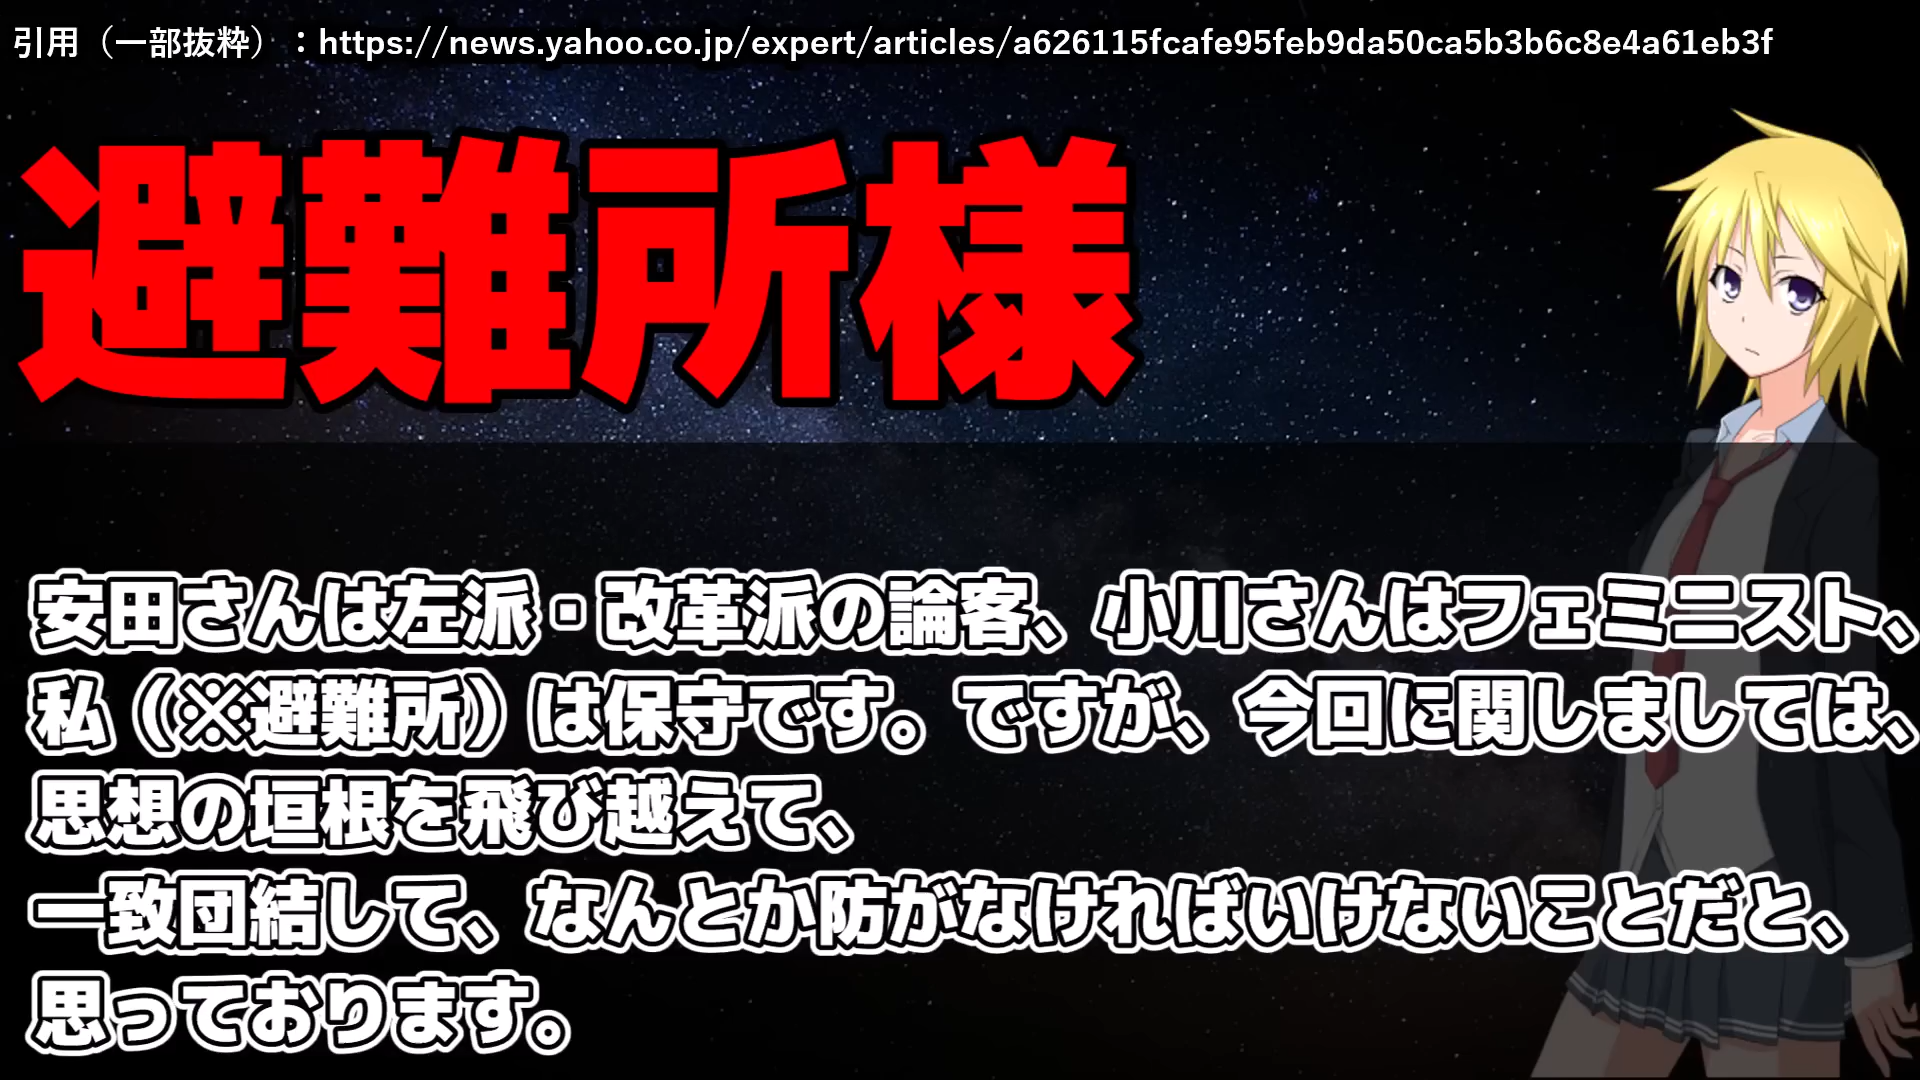 引用（一部抜粋）：https://news.yahoo.co.jp/expert/articles/a626115fcafe95feb9da50ca5b3b6c8e4a61eb3f
避難所様
安田さんは左派・改革派の論客、小川さんはフェミニスト、
私（※避難所）は保守です。ですが、今回に関しましては、
思想の垣根を飛び越えて、
一致団結して、なんとか防がなければいけないことだと、
思っております。